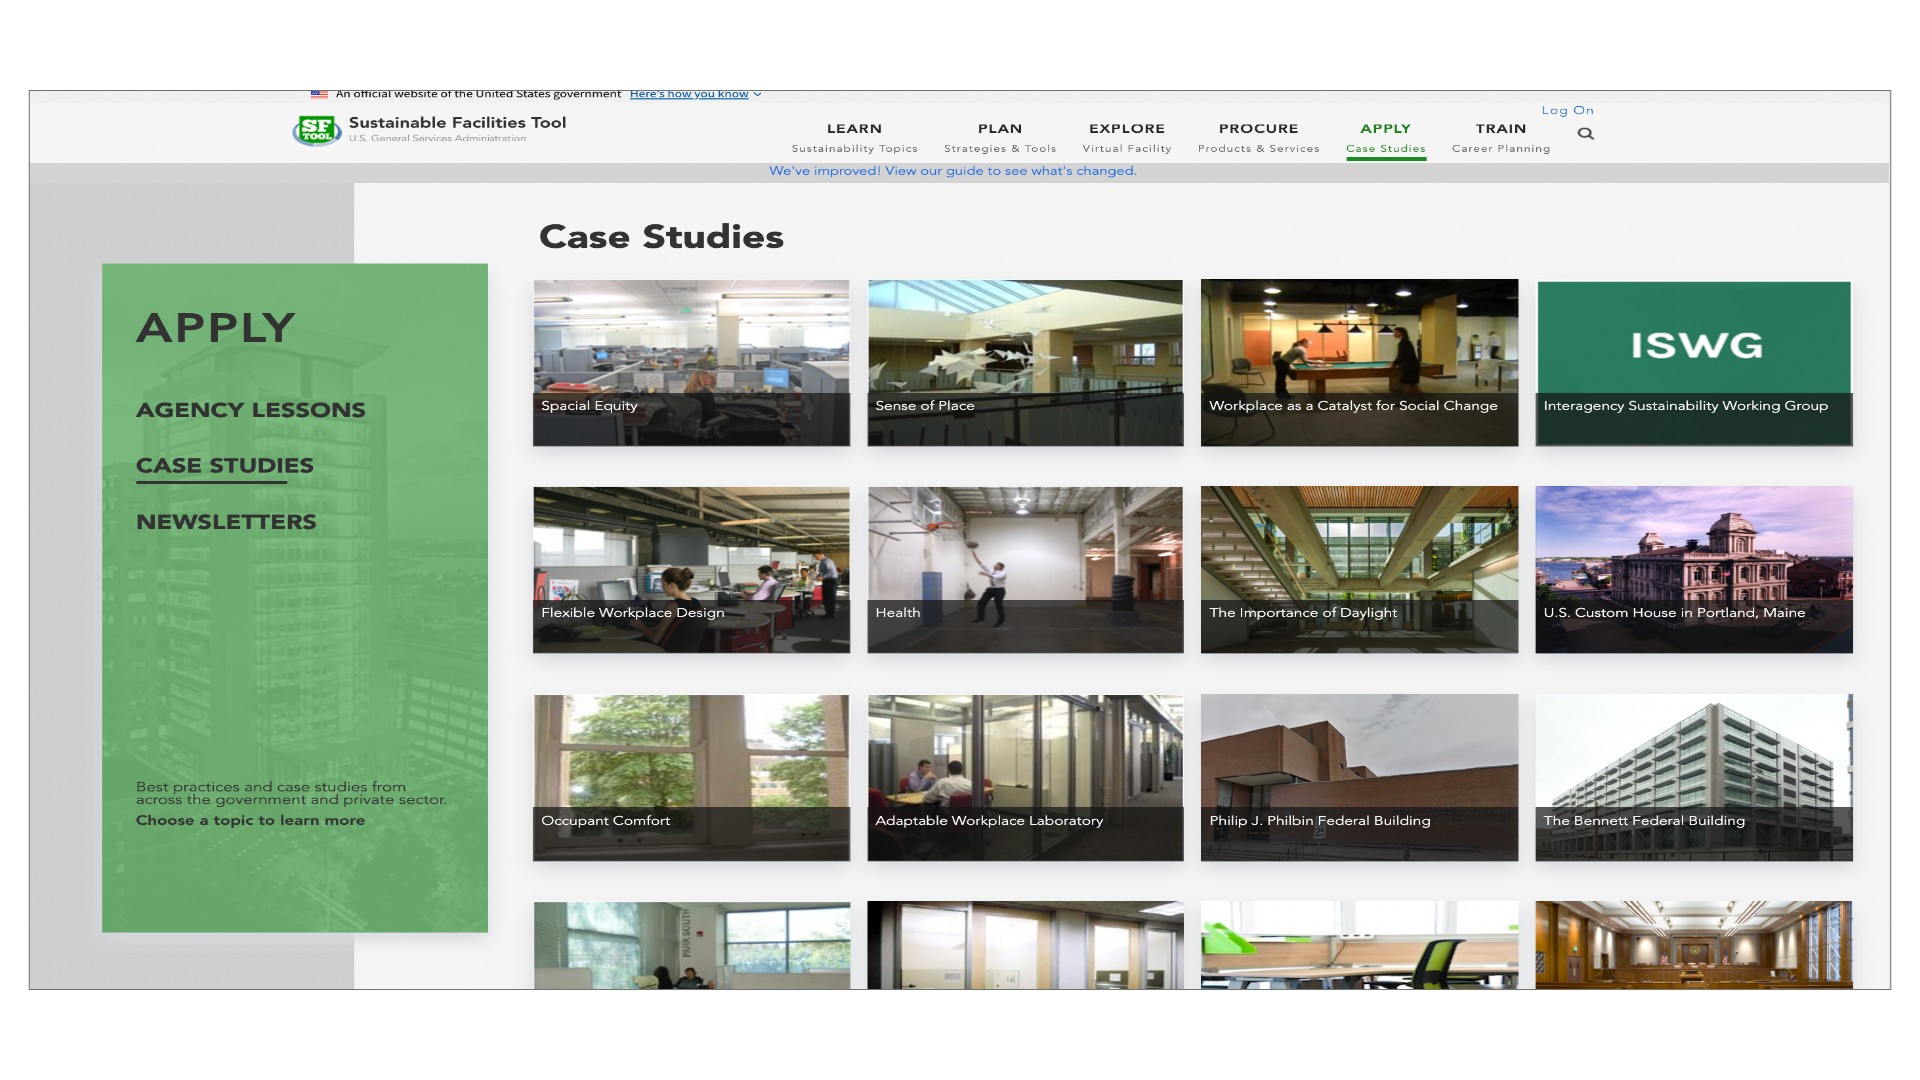 An official website of the United States government Here's how you know
SF TOOL
Sustainable Facilities Tool
U.S. General Services Administration
LEARN
Sustainability Topics
PLAN
Strategies & Tools
EXPLORE
Virtual Facility
PROCURE
Products & Services
APPLY
Case Studies
TRAIN
Career Planning
Log On
We've improved! View our guide to see what's changed.
APPLY
AGENCY LESSONS
CASE STUDIES
NEWSLETTERS
Best practices and case studies from
across the government and private sector.
Choose a topic to learn more
Case Studies
Spacial Equity
Sense of Place
Workplace as a Catalyst for Social Change
ISWG
Interagency Sustainability Working Group
Flexible Workplace Design
Health
The Importance of Daylight
U.S. Custom House in Portland, Maine
Occupant Comfort
Adaptable Workplace Laboratory
Philip J. Philbin Federal Building
25
The Bennett Federal Building
PARK SOUTH